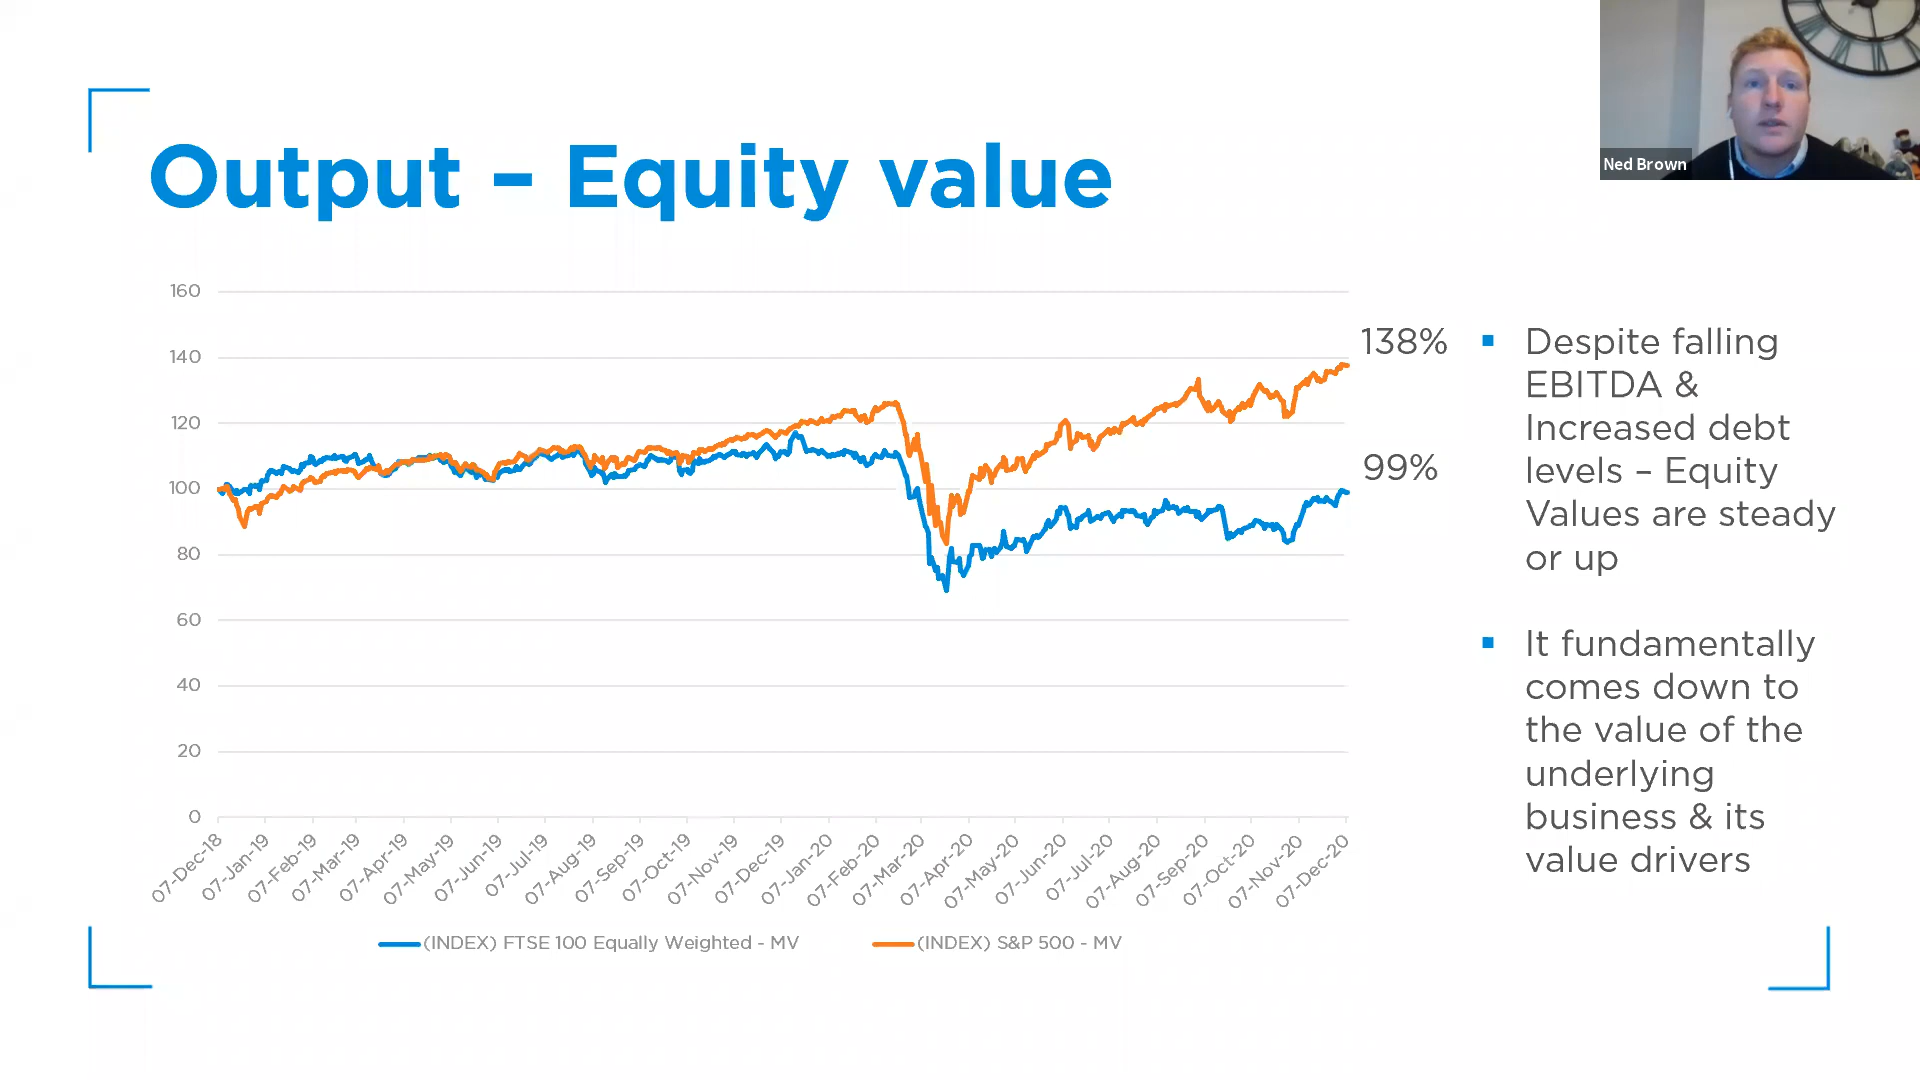 Ned Brown
Output – Equity value
160
140
120
100
80
60
40
20
0
138%
99%
07-Dec-18
07-Jan-19
07-Feb-19
07-Mar-19
07-Apr-19
07-May-19
07-Jun-19
07-Jul-19
07-Aug-19
07-Sep-19
07-Oct-19
07-Nov-19
07-Dec-19
07-Jan-20
07-Feb-20
07-Mar-20
07-Apr-20
07-May-20
07-Jun-20
07-Jul-20
07-Aug-20
07-Sep-20
07-Oct-20
07-Nov-20
07-Dec-20
(INDEX) FTSE 100 Equally Weighted - MV
(INDEX) S&P 500 - MV
▪ Despite falling
EBITDA &
Increased debt
levels – Equity
Values are steady
or up
▪ It fundamentally
comes down to
the value of the
underlying
business & its
value drivers